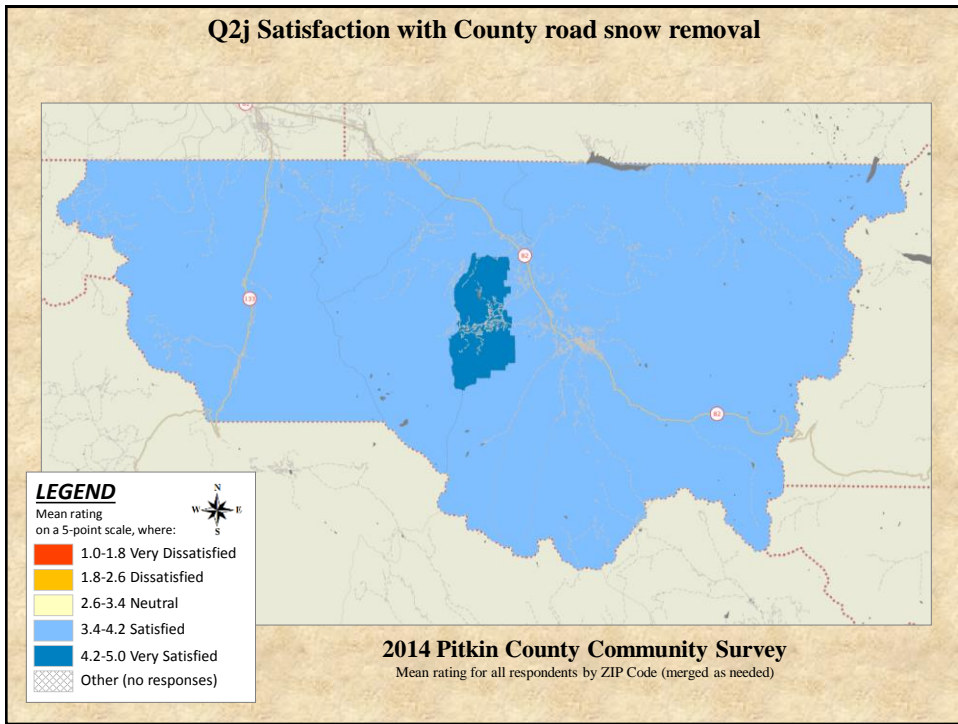 Q2j Satisfaction with County road snow removal
82
133
82
LEGEND
Mean rating
on a 5-point scale, where:
N
W E
S
1.0-1.8 Very Dissatisfied
1.8-2.6 Dissatisfied
2.6-3.4 Neutral
3.4-4.2 Satisfied
4.2-5.0 Very Satisfied
Other (no responses)
2014 Pitkin County Community Survey
Mean rating for all respondents by ZIP Code (merged as needed)